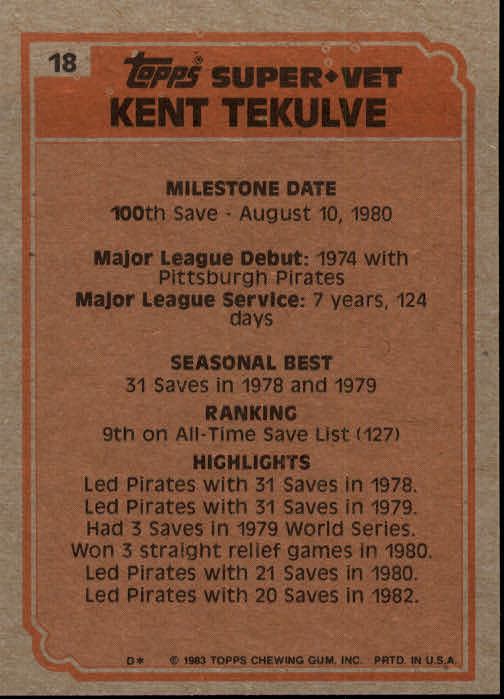 18
Topps® SUPER♦VET
KENT TEKULVE
MILESTONE DATE
100th Save - August 10, 1980
Major League Debut: 1974 with
Pittsburgh Pirates
Major League Service: 7 years, 124
days
SEASONAL BEST
31 Saves in 1978 and 1979
RANKING
9th on All-Time Save List (127)
HIGHLIGHTS
Led Pirates with 31 Saves in 1978.
Led Pirates with 31 Saves in 1979.
Had 3 Saves in 1979 World Series.
Won 3 straight relief games in 1980.
Led Pirates with 21 Saves in 1980.
Led Pirates with 20 Saves in 1982.
D* © 1983 TOPPS CHEWING GUM, INC. PRTD. IN U.S.A.